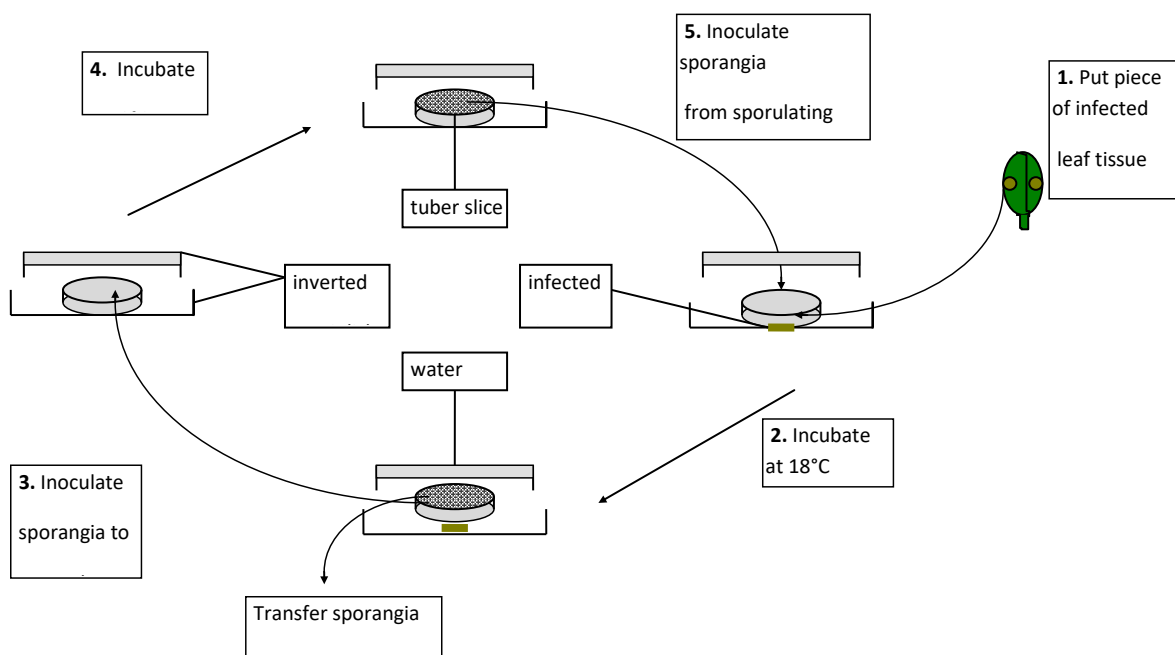 4. Incubate
5. Inoculate
sporangia
from sporulating
1. Put piece
of infected
leaf tissue
tuber slice
inverted
infected
water
2. Incubate
at 18°C
3. Inoculate
sporangia to
Transfer sporangia